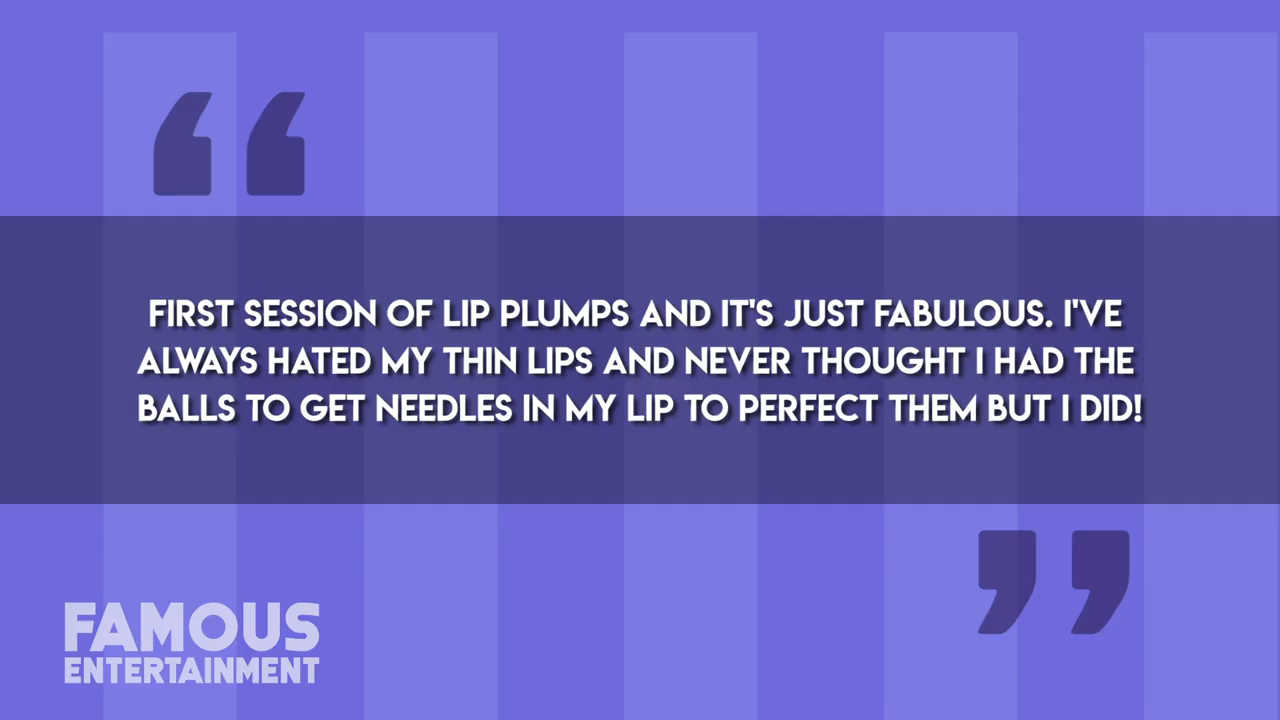 FIRST SESSION OF LIP PLUMPS AND IT'S JUST FABULOUS. I'VE
ALWAYS HATED MY THIN LIPS AND NEVER THOUGHT I HAD THE
BALLS TO GET NEEDLES IN MY LIP TO PERFECT THEM BUT I DID!
FAMOUS
ENTERTAINMENT